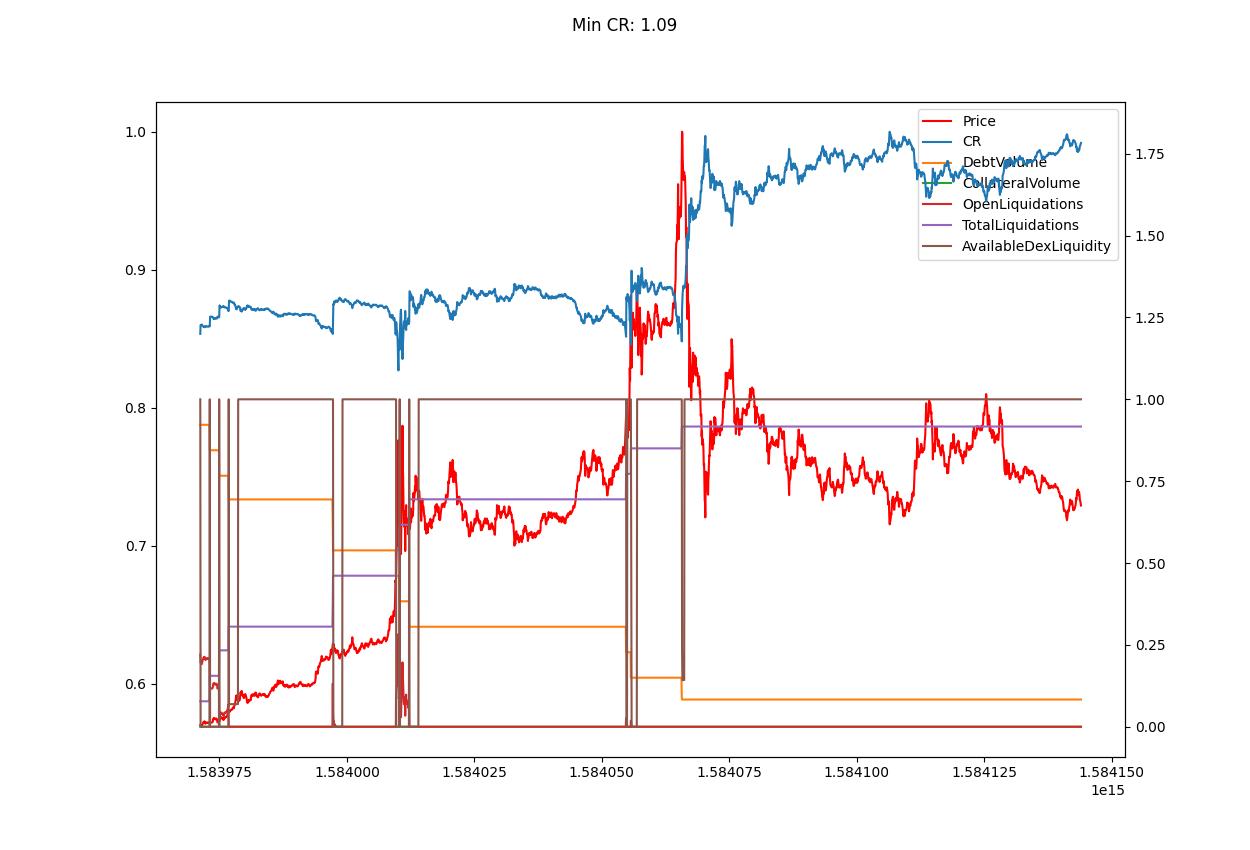 Min CR: 1.09
1.0
0.9
0.8
0.7
0.6
Price
CR
DebtVolume
CollateralVolume
OpenLiquidations
TotalLiquidations
AvailableDexLiquidity
1.75
1.50
1.25
1.00
0.75
0.50
0.25
0.00
1.583975 1.584000 1.584025 1.584050 1.584075 1.584100 1.584125 1.584150
1e15